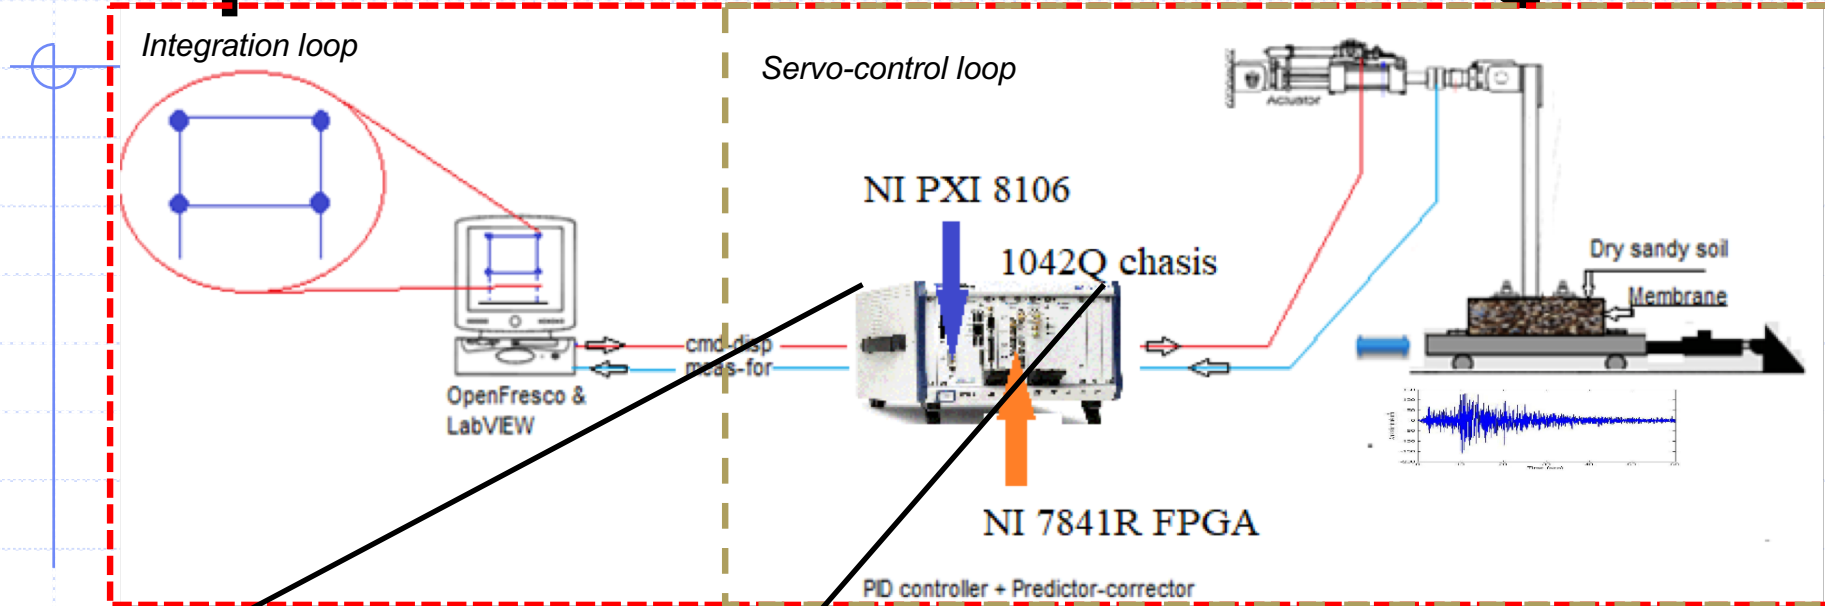 Integration loop
Servo-control loop
Actuator
NI PXI 8106
1042Q chasis
Dry sandy soil
Membrane
cmd-disp
meas-for
OpenFresco &
LabVIEW
NI 7841R FPGA
PID controller + Predictor-corrector